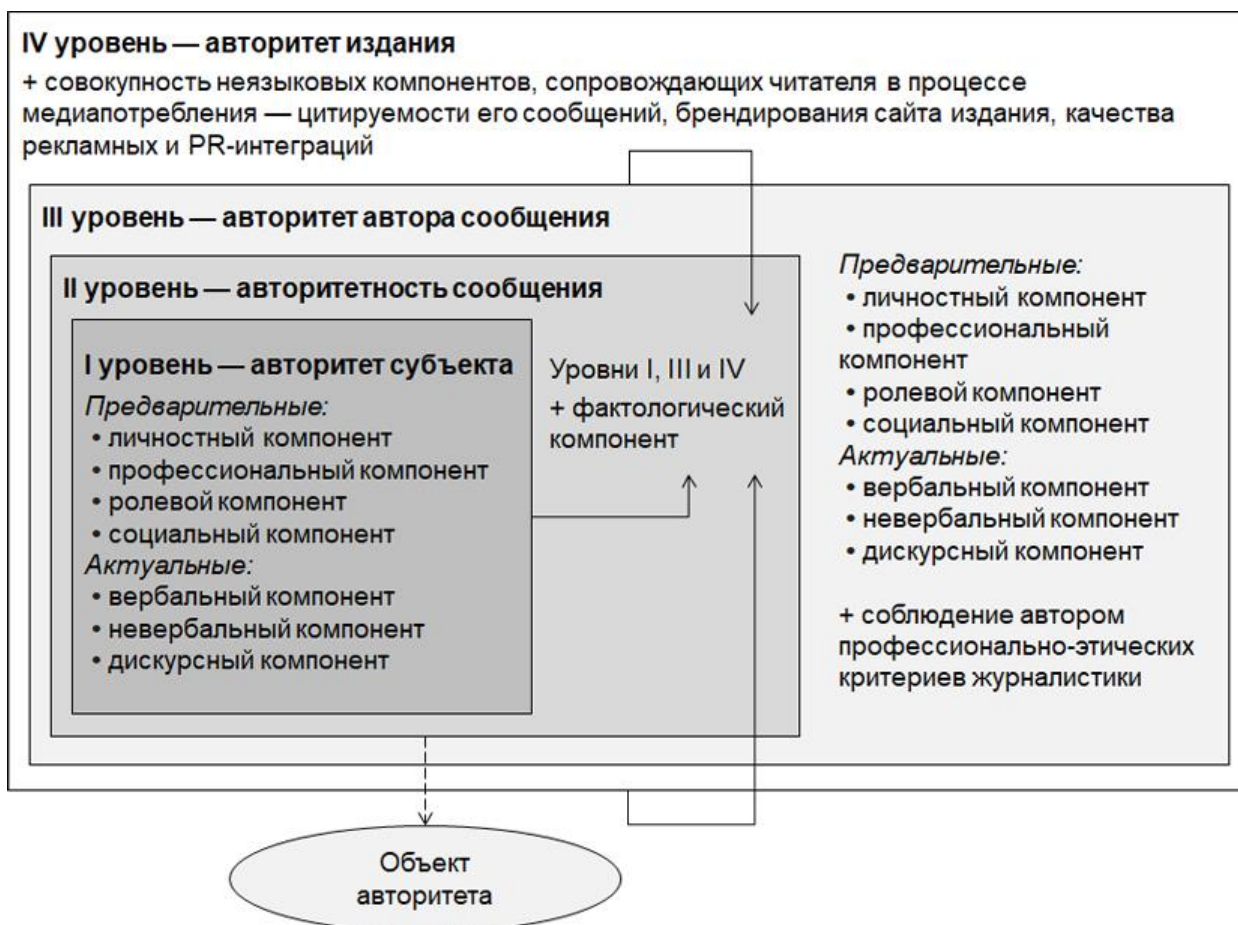 IV уровень — авторитет издания
+ совокупность неязыковых компонентов, сопровождающих читателя в процессе
медиапотребления — цитируемости его сообщений, брендирования сайта издания, качества
рекламных и PR-интеграций
III уровень — авторитет автора сообщения
II уровень — авторитетность сообщения
I уровень — авторитет субъекта
Предварительные:
• личностный компонент
• профессиональный компонент
• ролевой компонент
• социальный компонент
Актуальные:
• вербальный компонент
• невербальный компонент
• дискурсный компонент
Уровни I, III и IV
+ фактологический
компонент
Предварительные:
• личностный компонент
• профессиональный
компонент
• ролевой компонент
• социальный компонент
Актуальные:
• вербальный компонент
• невербальный компонент
• дискурсный компонент
+ соблюдение автором
профессионально-этических
критериев журналистики
Объект
авторитета